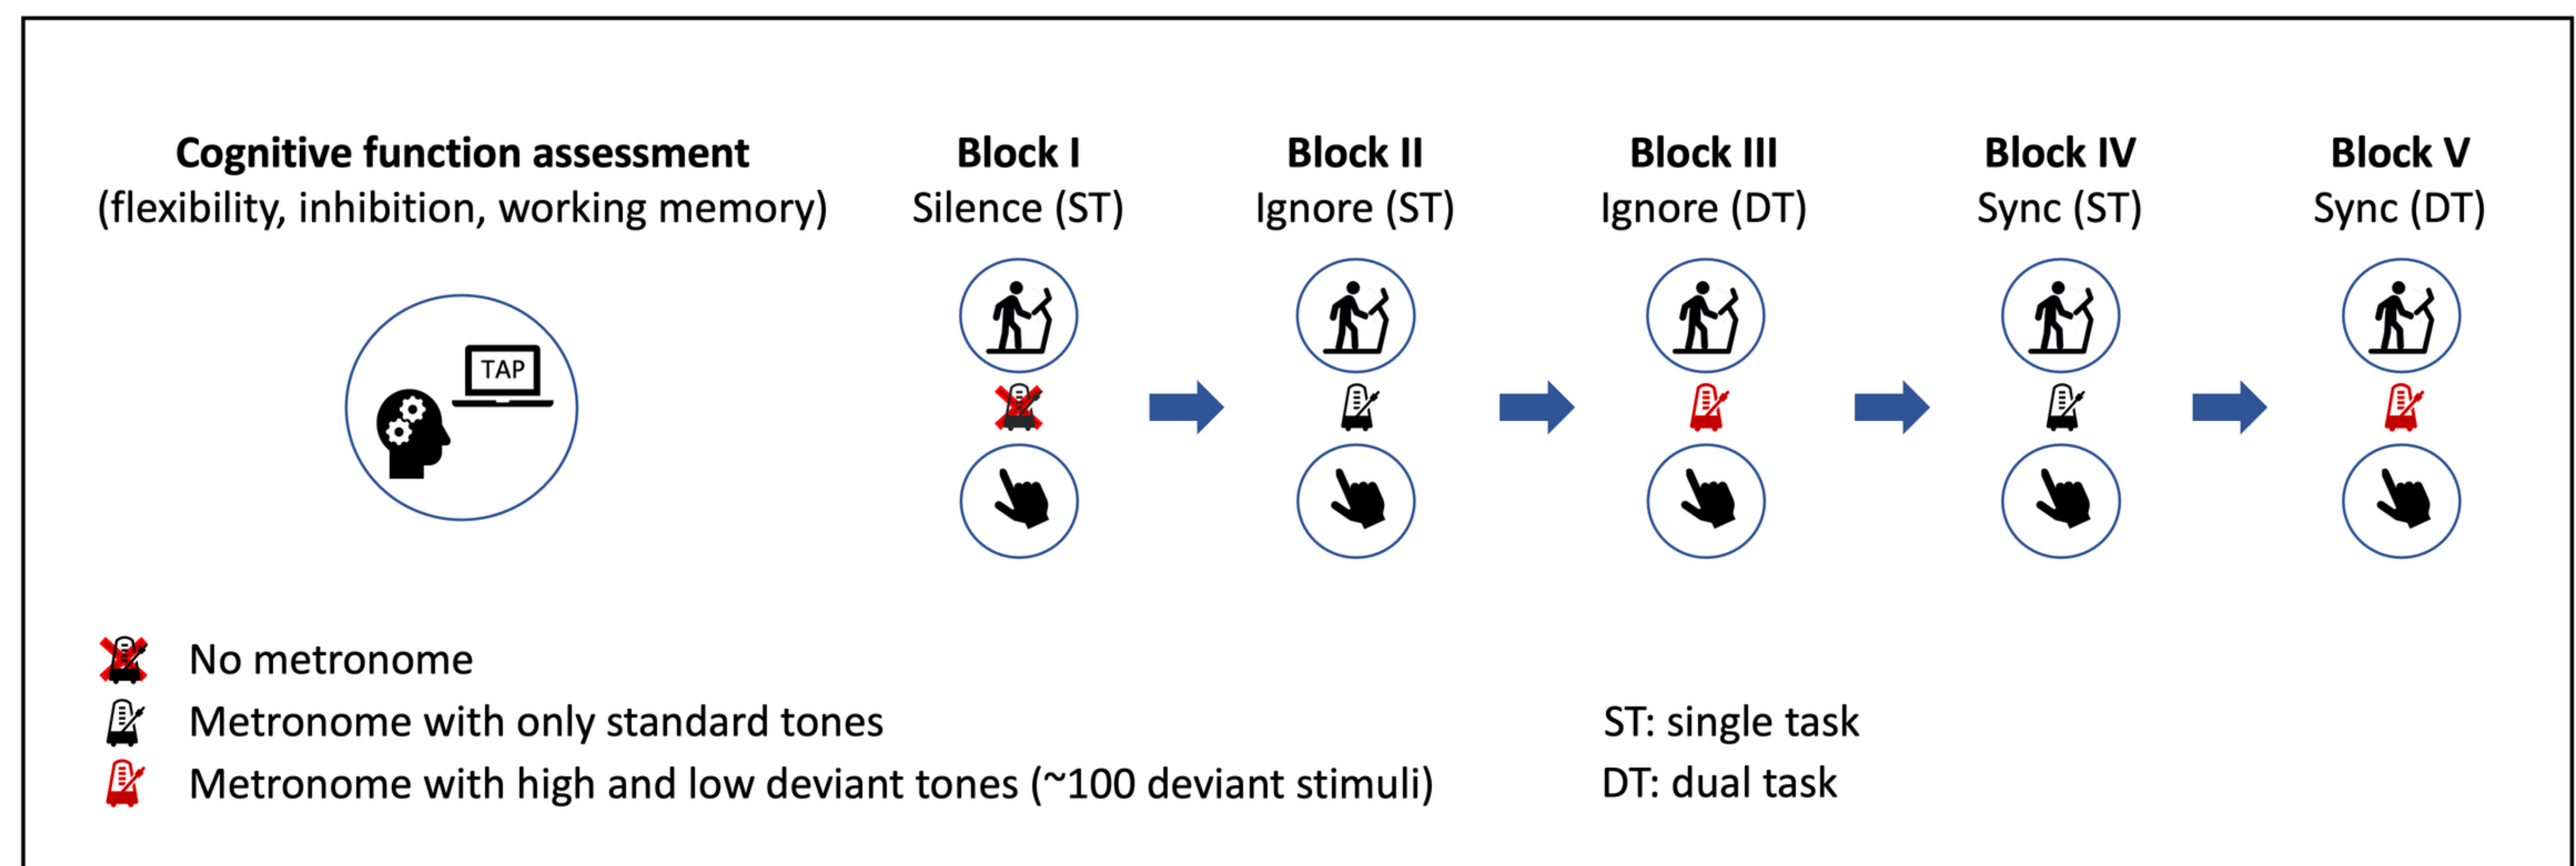 Cognitive function assessment
(flexibility, inhibition, working memory)
TAP
Block I
Silence (ST)
Block II
Ignore (ST)
Block III
Ignore (DT)
Block IV
Sync (ST)
Block V
Sync (DT)
No metronome
Metronome with only standard tones
Metronome with high and low deviant tones (~100 deviant stimuli)
ST: single task
DT: dual task